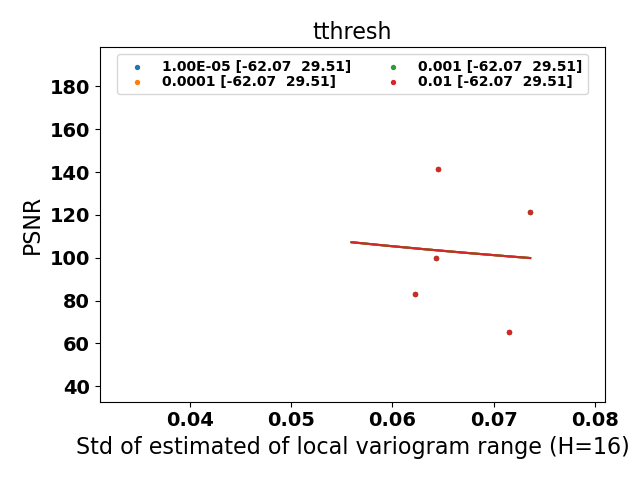 tthresh
1.00E-05 [-62.07  29.51]
0.0001 [-62.07  29.51]
0.001 [-62.07  29.51]
0.01 [-62.07  29.51]
PSNR
180
160
140
120
100
80
60
40
0.04 0.05 0.06 0.07 0.08
Std of estimated of local variogram range (H=16)